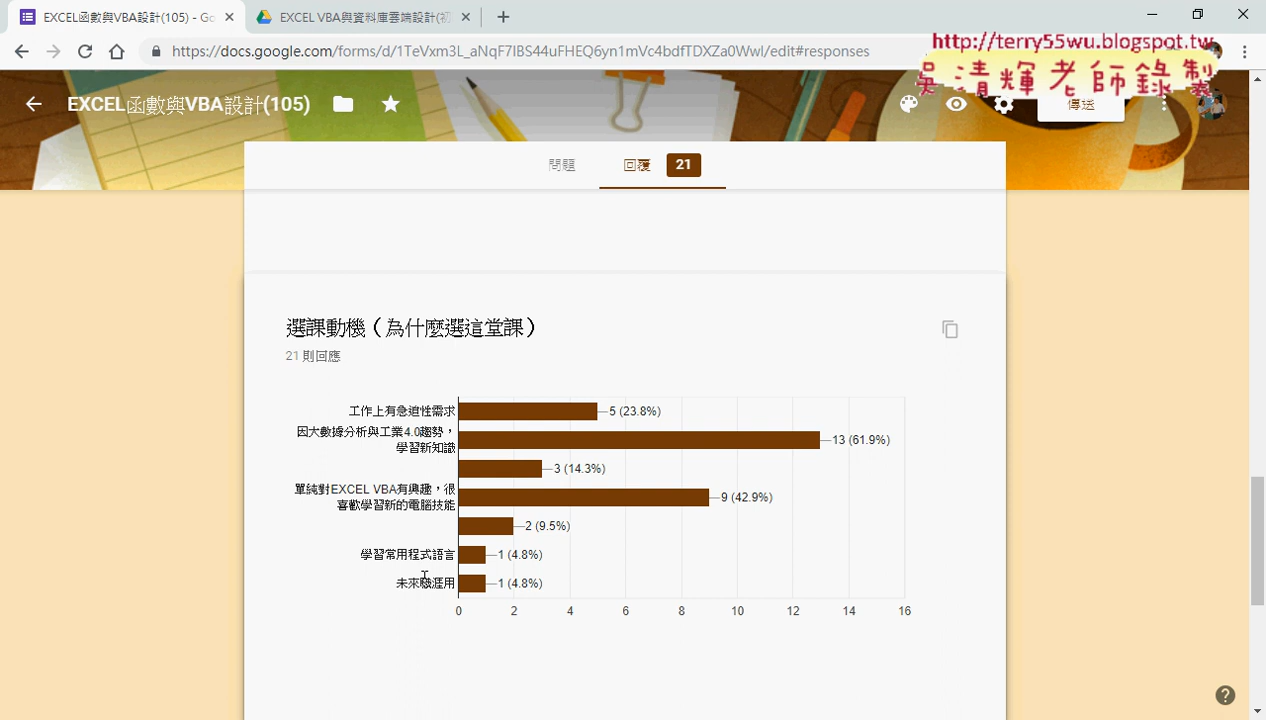 EXCEL函數與VBA設計(105) - Go
EXCEL VBA與資料庫雲端設計(初
https://docs.google.com/forms/d/1TeVxm3L_aNqF7IBS44uFHEQ6yn1mVc4bdfTDXZa0Wwl/edit#responses
http://terry55wu.blogspot.tw
吳清輝老師錄製
EXCEL函數與VBA設計(105)
傳送
問題
回覆 21
選課動機（為什麼選這堂課）
21 則回應
工作上有急迫性需求 5 (23.8%)
因大數據分析與工業4.0趨勢，
學習新知識
13 (61.9%)
3 (14.3%)
單純對EXCEL VBA有興趣，很
喜歡學習新的電腦技能
9 (42.9%)
2 (9.5%)
學習常用程式語言 1 (4.8%)
未來職涯用 1 (4.8%)
0 2 4 6 8 10 12 14 16